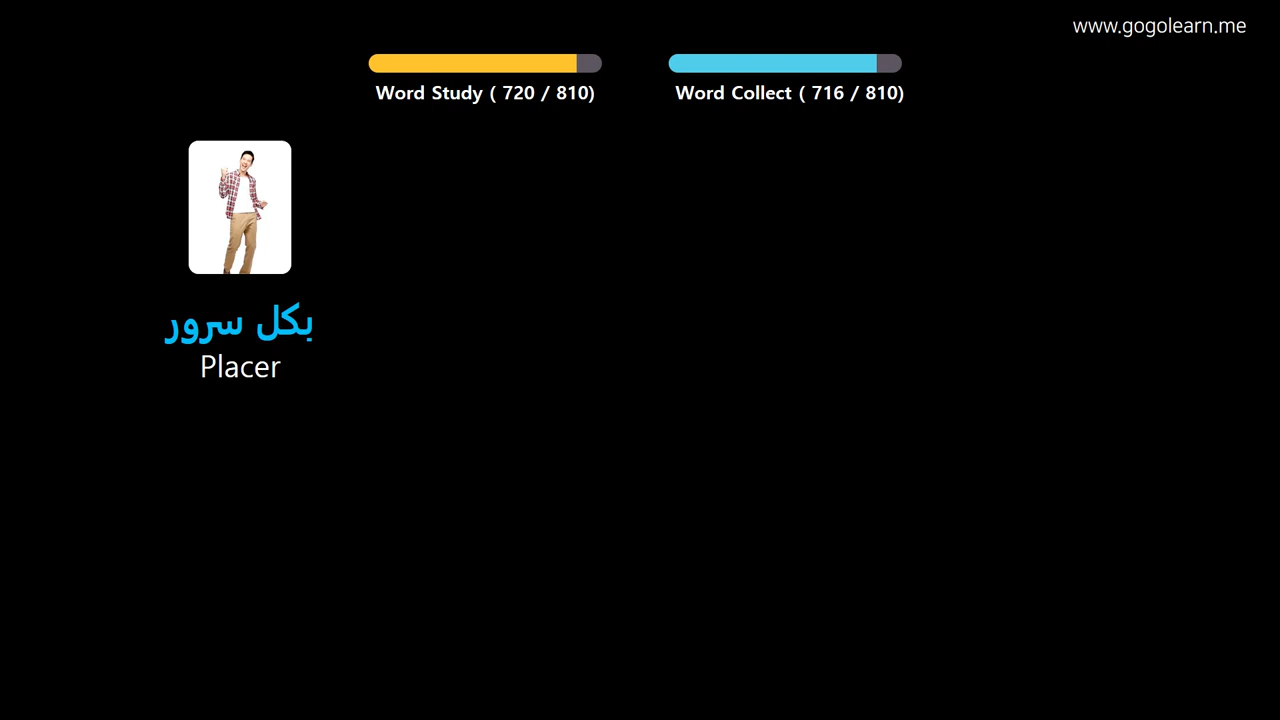 www.gogolearn.me
Word Study ( 720 / 810)
Word Collect ( 716 / 810)
بكل سرور
Placer